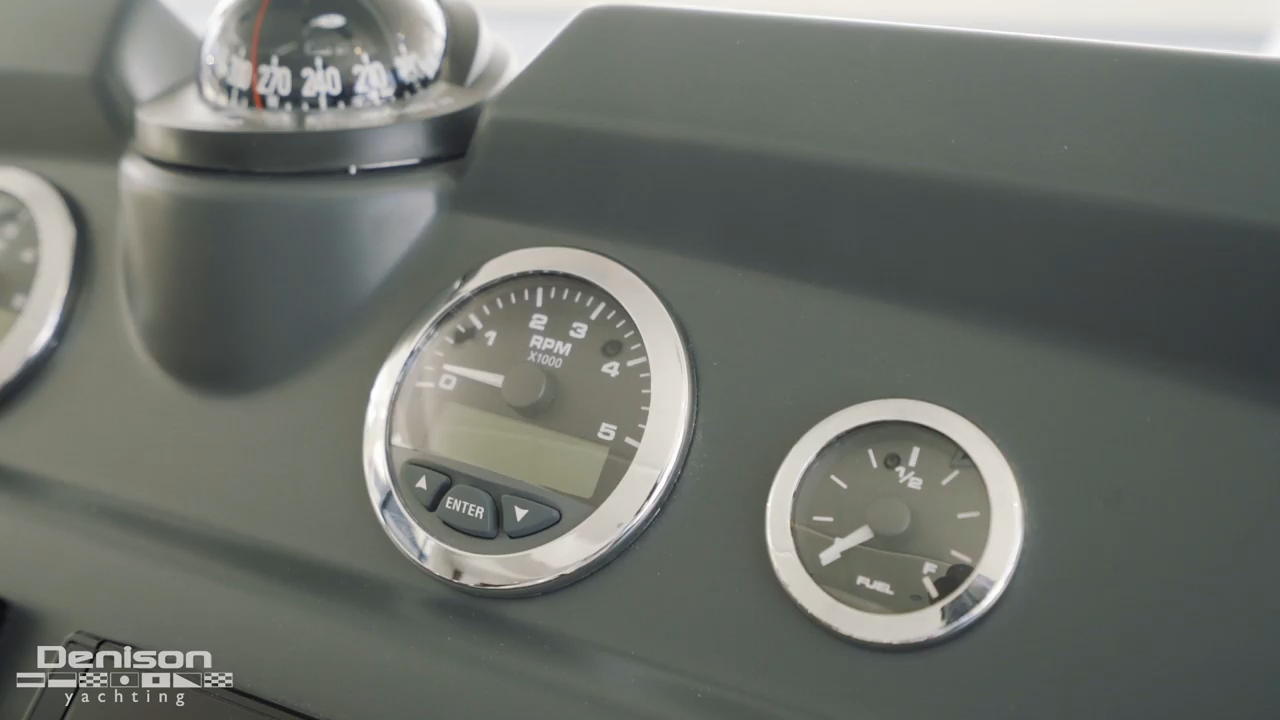 270 240 210
1 2 3 4 5
RPM
X1000
0
ENTER
1/2
F
FUEL
Denison
yachting